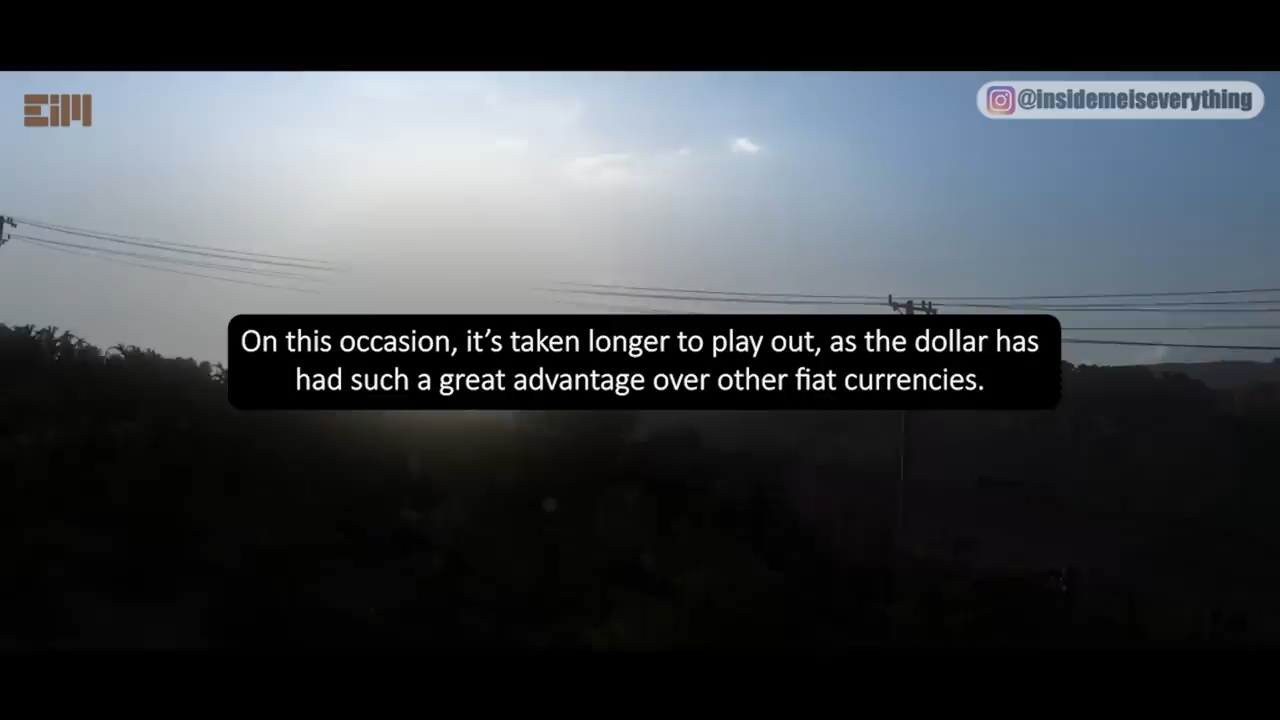 EiM
@insidemeiseverything
On this occasion, it’s taken longer to play out, as the dollar has
had such a great advantage over other fiat currencies.